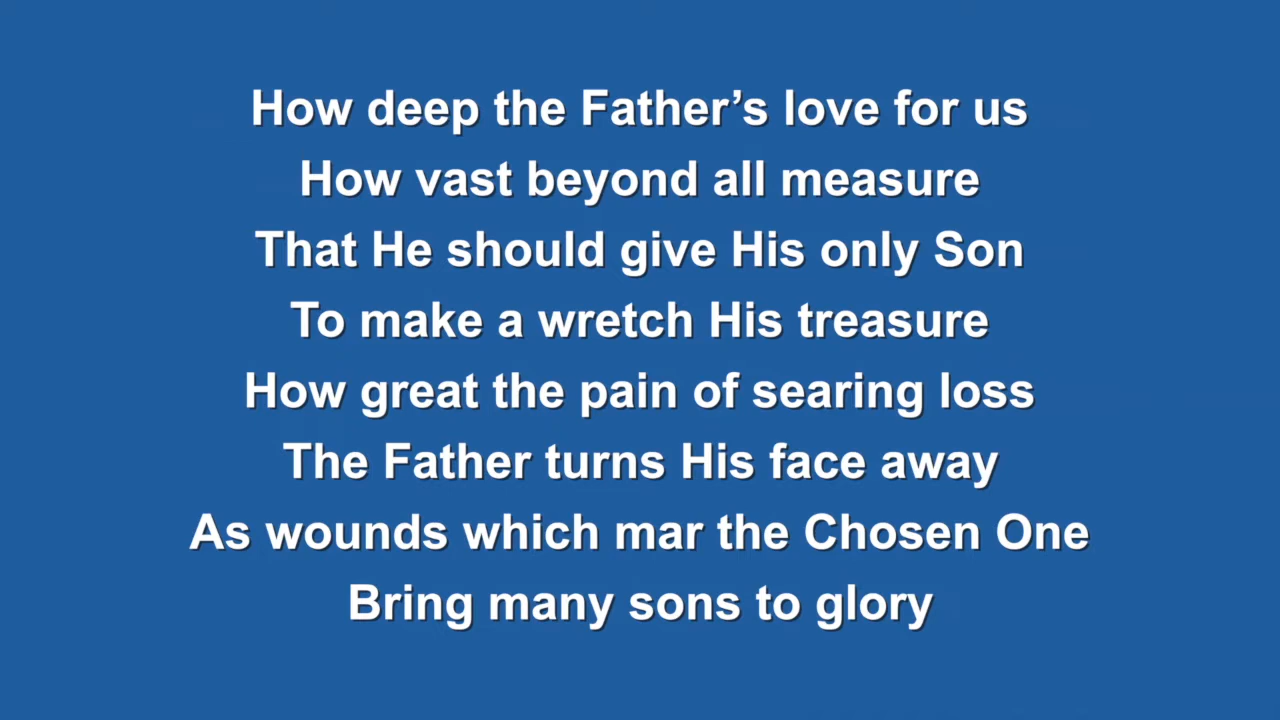 How deep the Father’s love for us
How vast beyond all measure
That He should give His only Son
To make a wretch His treasure
How great the pain of searing loss
The Father turns His face away
As wounds which mar the Chosen One
Bring many sons to glory